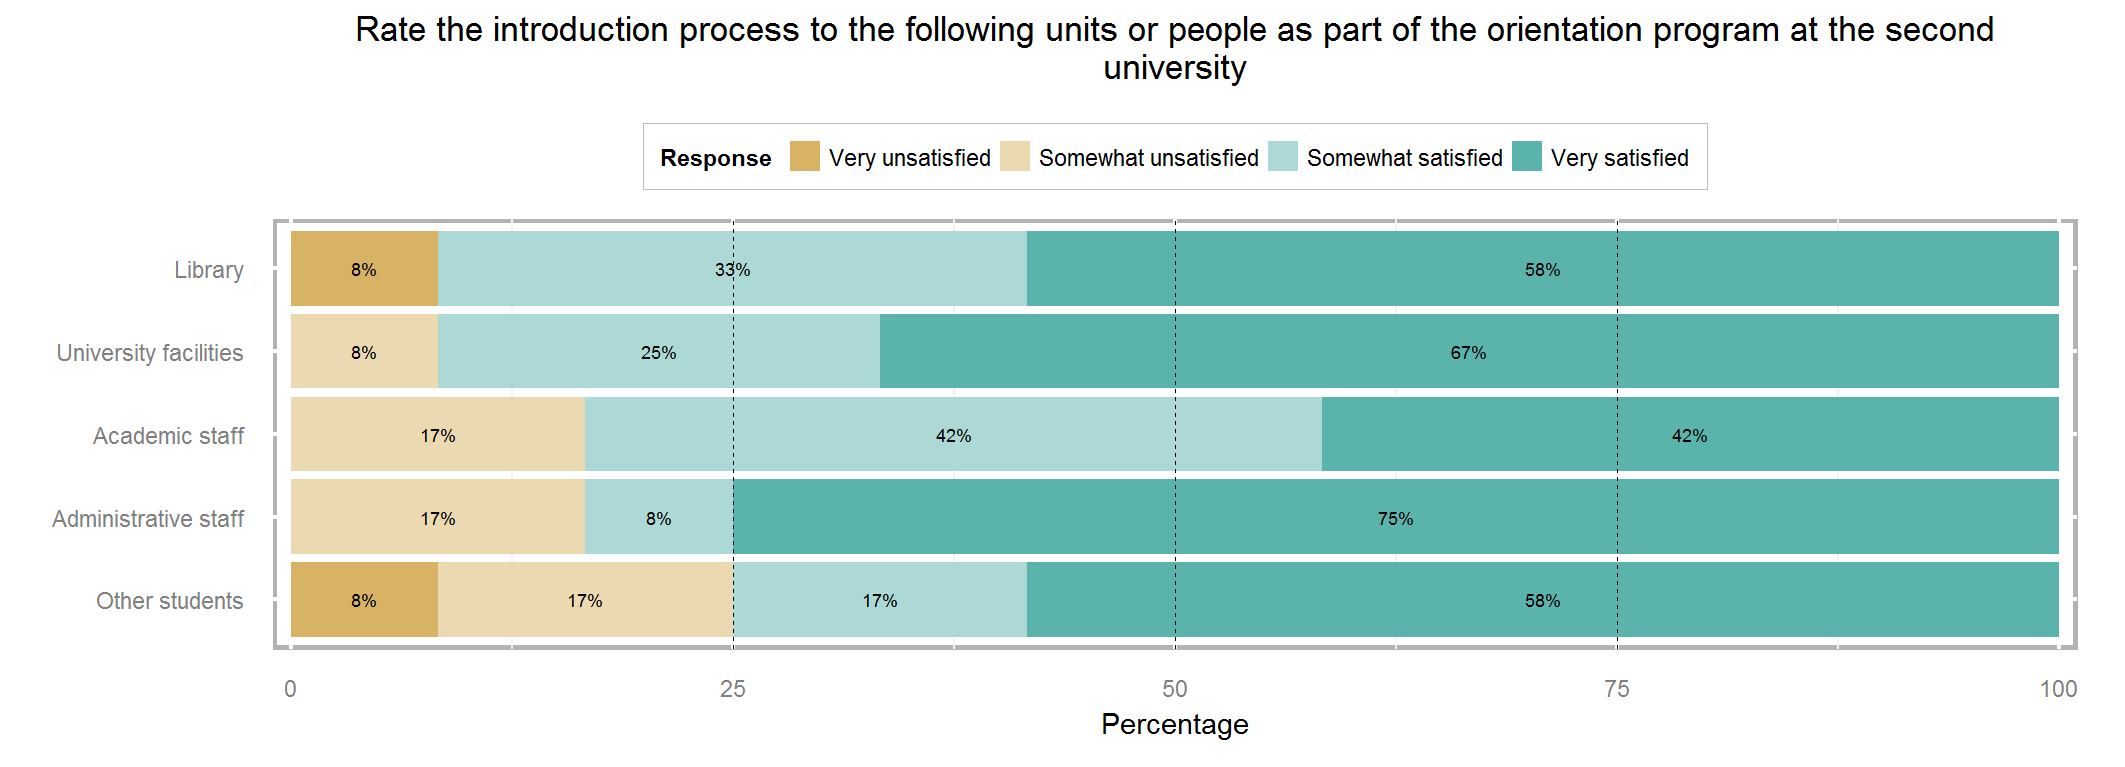 Rate the introduction process to the following units or people as part of the orientation program at the second
university
Response Very unsatisfied Somewhat unsatisfied Somewhat satisfied Very satisfied
Library 8% 33% 58%
University facilities 8% 25% 67%
Academic staff 17% 42% 42%
Administrative staff 17% 8% 75%
Other students 8% 17% 17% 58%
0 25 50 75 100
Percentage